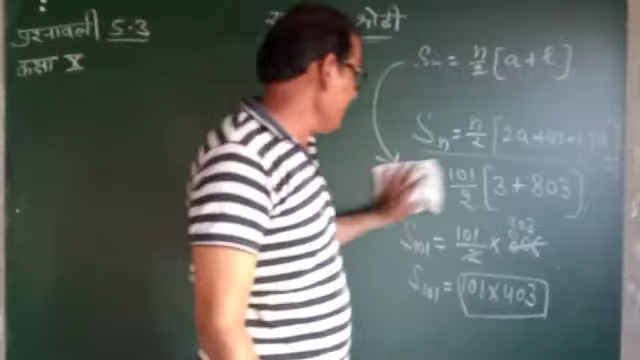 प्रश्नावली 5.3
श्रेढी
कक्षा X
Sₙ = n/2 [a + ℓ]
Sₙ = n/2 [2a + (n-1)d]
101/2 [3 + 803]
S₁₀₁ = 101/2 × 806 403
S₁₀₁ = 101 × 403